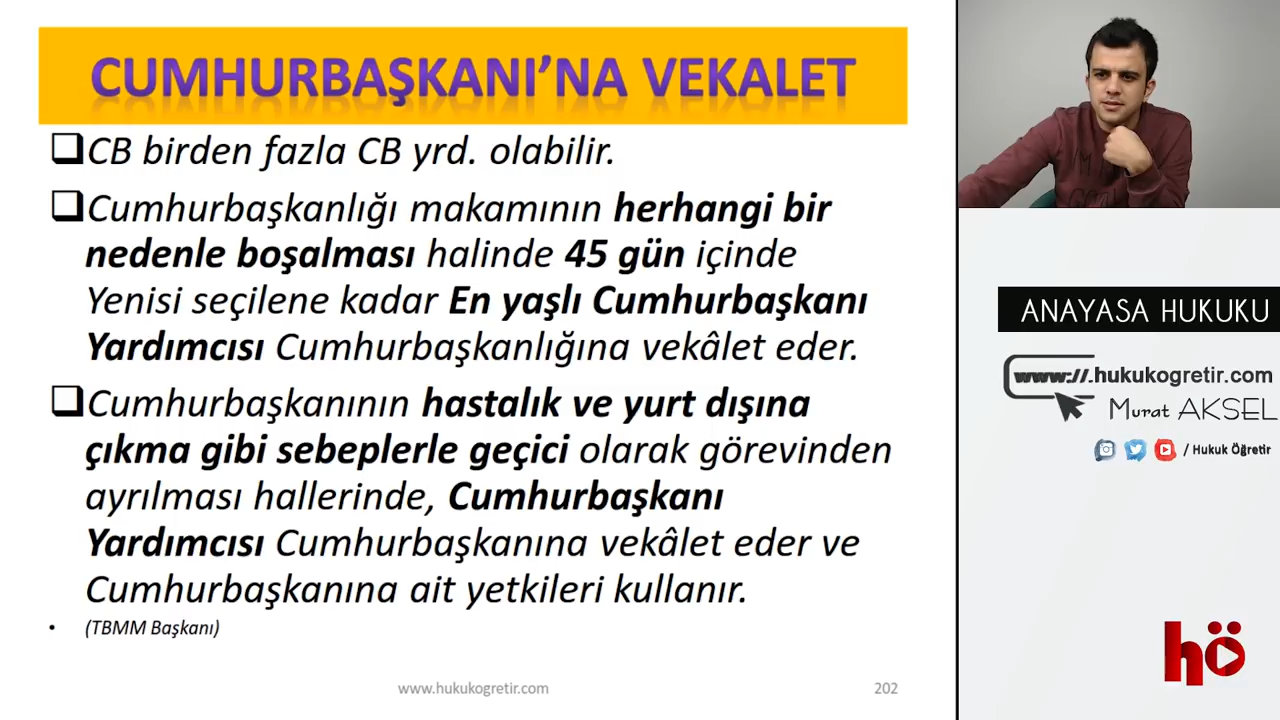 CUMHURBAŞKANI’NA VEKALET
CB birden fazla CB yrd. olabilir.
Cumhurbaşkanlığı makamının herhangi bir
nedenle boşalması halinde 45 gün içinde
Yenisi seçilene kadar En yaşlı Cumhurbaşkanı
Yardımcısı Cumhurbaşkanlığına vekâlet eder.
Cumhurbaşkanının hastalık ve yurt dışına
çıkma gibi sebeplerle geçici olarak görevinden
ayrılması hallerinde, Cumhurbaşkanı
Yardımcısı Cumhurbaşkanına vekâlet eder ve
Cumhurbaşkanına ait yetkileri kullanır.
• (TBMM Başkanı)
www.hukukogretir.com
202
ANAYASA HUKUKU
www://.hukukogretir.com
Murat AKSEL
/ Hukuk Öğretir
hö